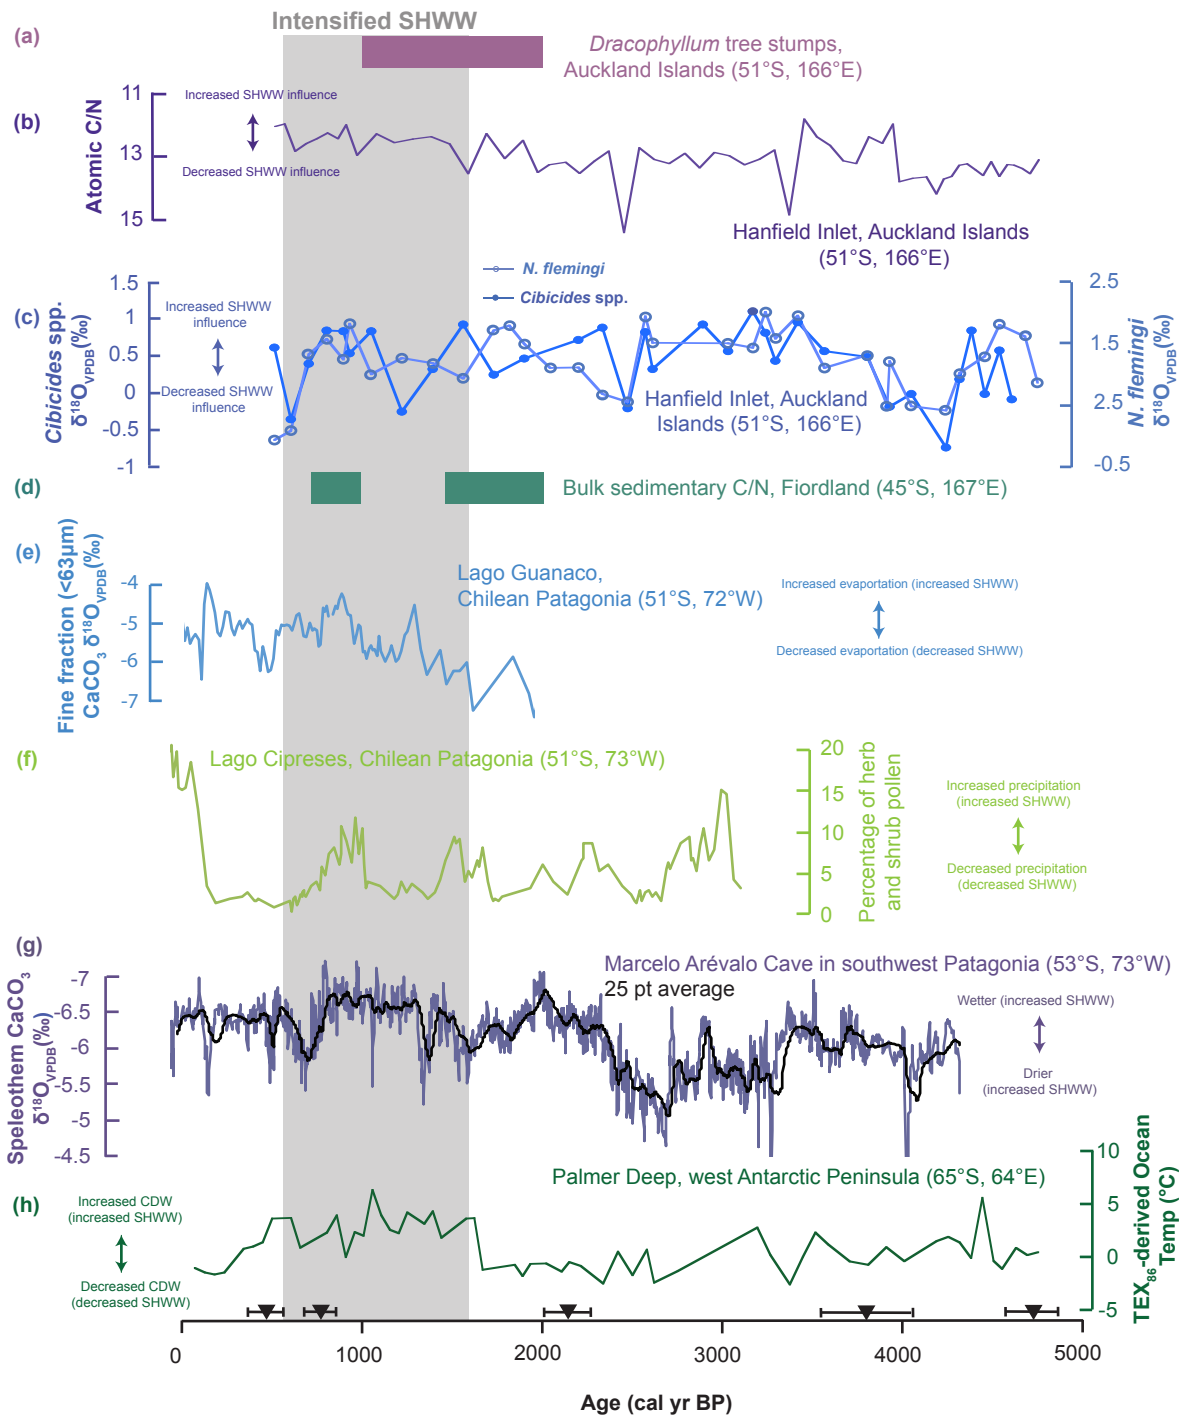 Intensified SHWW
(a)
Dracophyllum tree stumps,
Auckland Islands (51°S, 166°E)
(b)
Atomic C/N
11
13
15
Increased SHWW influence
Decreased SHWW influence
Hanfield Inlet, Auckland Islands
(51°S, 166°E)
(c)
Cibicides spp.
δ18OVPDB(‰)
1.5
1
0.5
0
-0.5
-1
Increased SHWW
influence
Decreased SHWW
influence
N. flemingi
Cibicides spp.
Hanfield Inlet, Auckland
Islands (51°S, 166°E)
2.5
1.5
2.5
-0.5
N. flemingi
δ18OVPDB(‰)
(d)
Bulk sedimentary C/N, Fiordland (45°S, 167°E)
(e)
Fine fraction (<63μm)
CaCO3 δ18OVPDB(‰)
-4
-5
-6
-7
Lago Guanaco,
Chilean Patagonia (51°S, 72°W)
Increased evaportation (increased SHWW)
Decreased evaportation (decreased SHWW)
(f)
Lago Cipreses, Chilean Patagonia (51°S, 73°W)
20
15
10
5
0
Percentage of herb
and shrub pollen
Increased precipitation
(increased SHWW)
Decreased precipitation
(decreased SHWW)
(g)
Speleothem CaCO3
δ18OVPDB(‰)
-7
-6.5
-6
-5.5
-5
-4.5
Marcelo Arévalo Cave in southwest Patagonia (53°S, 73°W)
25 pt average
Wetter (increased SHWW)
Drier
(increased SHWW)
(h)
Increased CDW
(increased SHWW)
Decreased CDW
(decreased SHWW)
Palmer Deep, west Antarctic Peninsula (65°S, 64°E)
10
5
0
-5
TEX86-derived Ocean
Temp (°C)
0
1000
2000
3000
4000
5000
Age (cal yr BP)